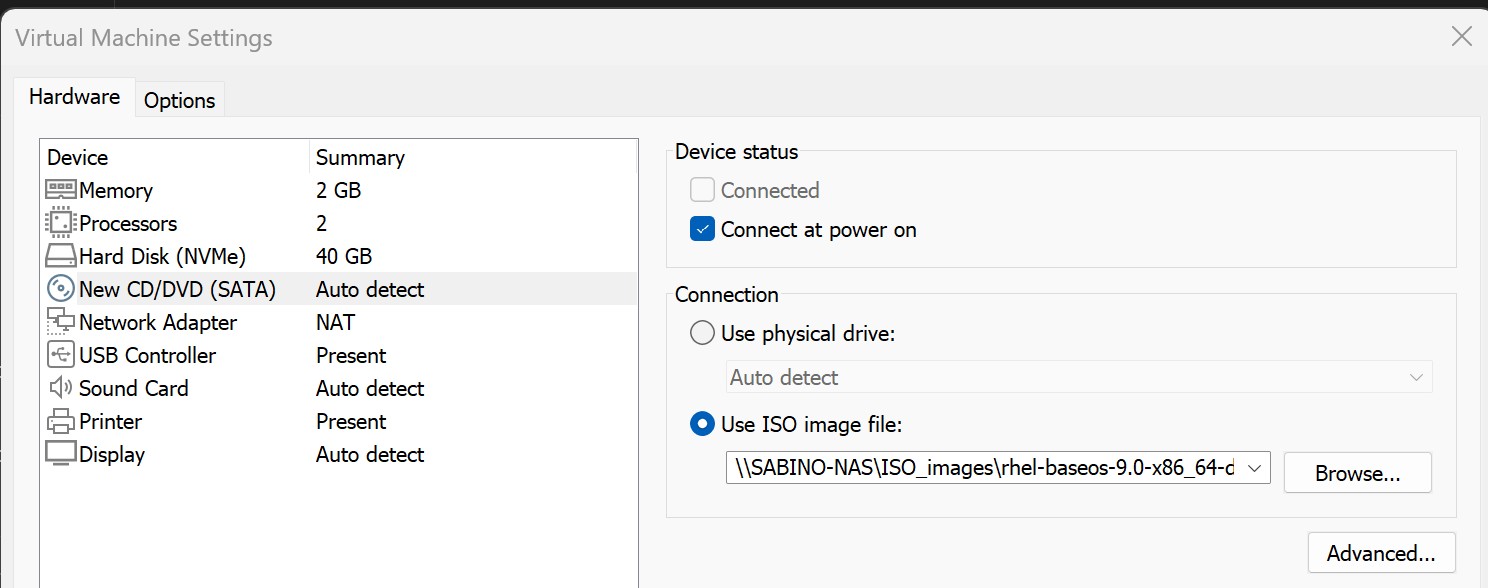 Virtual Machine Settings
Hardware
Options
Device Summary
Memory 2 GB
Processors 2
Hard Disk (NVMe) 40 GB
New CD/DVD (SATA) Auto detect
Network Adapter NAT
USB Controller Present
Sound Card Auto detect
Printer Present
Display Auto detect
Device status
Connected
Connect at power on
Connection
Use physical drive:
Auto detect
Use ISO image file:
\\SABINO-NAS\ISO_images\rhel-baseos-9.0-x86_64-d
Browse...
Advanced...